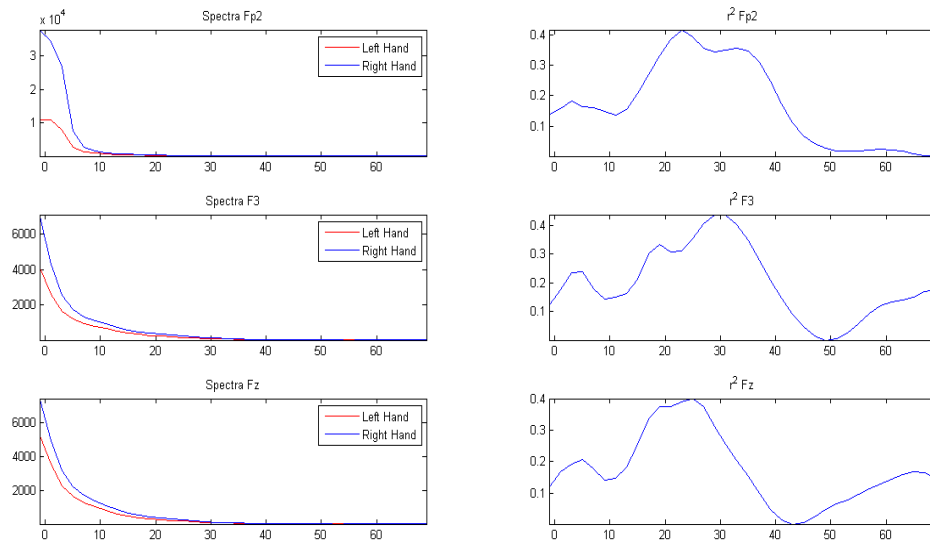 Spectra Fp2
x 10⁴
3
2
1
0 10 20 30 40 50 60
Left Hand
Right Hand
r² Fp2
0.4
0.3
0.2
0.1
0 10 20 30 40 50 60
Spectra F3
6000
4000
2000
0 10 20 30 40 50 60
Left Hand
Right Hand
r² F3
0.4
0.3
0.2
0.1
0 10 20 30 40 50 60
Spectra Fz
6000
4000
2000
0 10 20 30 40 50 60
Left Hand
Right Hand
r² Fz
0.4
0.3
0.2
0.1
0 10 20 30 40 50 60